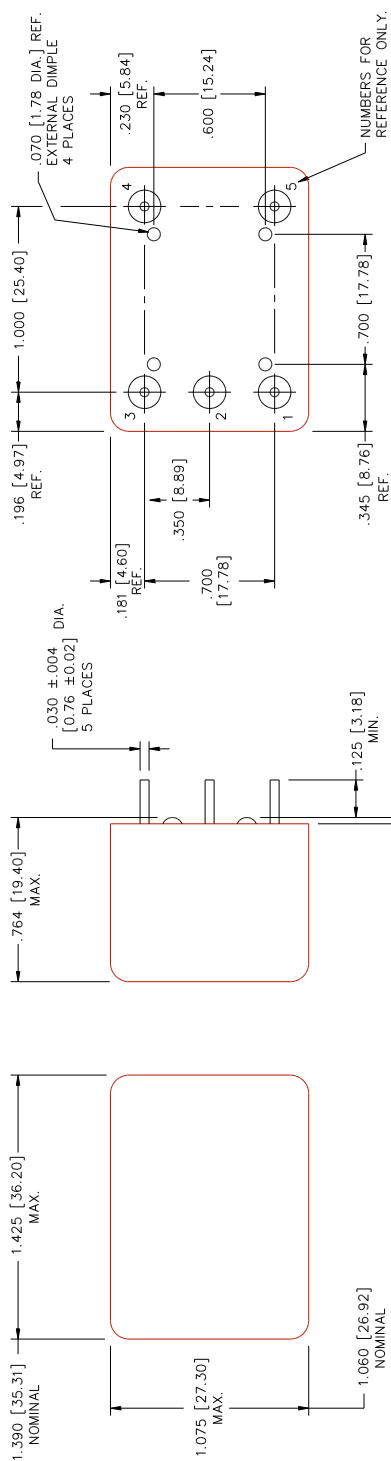 1.390 [35.31]
NOMINAL
1.425 [36.20]
MAX.
1.075 [27.30]
MAX.
1.060 [26.92]
NOMINAL
.764 [19.40]
MAX.
.030 ±.004 DIA.
[0.76 ±0.02]
5 PLACES
.125 [3.18]
MIN.
.196 [4.97]
REF.
1.000 [25.40]
.070 [1.78 DIA.] REF.
EXTERNAL DIMPLE
4 PLACES
.230 [5.84]
REF.
.600 [15.24]
.181 [4.60]
REF.
.350 [8.89]
.700
[17.78]
3
4
2
1
5
.345 [8.76]
REF.
.700 [17.78]
NUMBERS FOR
REFERENCE ONLY.